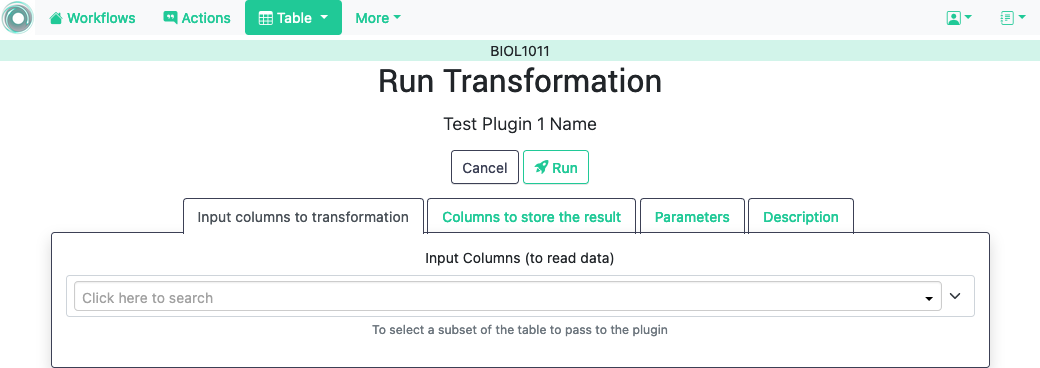 Workflows Actions Table More
BIOL1011
Run Transformation
Test Plugin 1 Name
Cancel Run
Input columns to transformation Columns to store the result Parameters Description
Input Columns (to read data)
Click here to search
To select a subset of the table to pass to the plugin